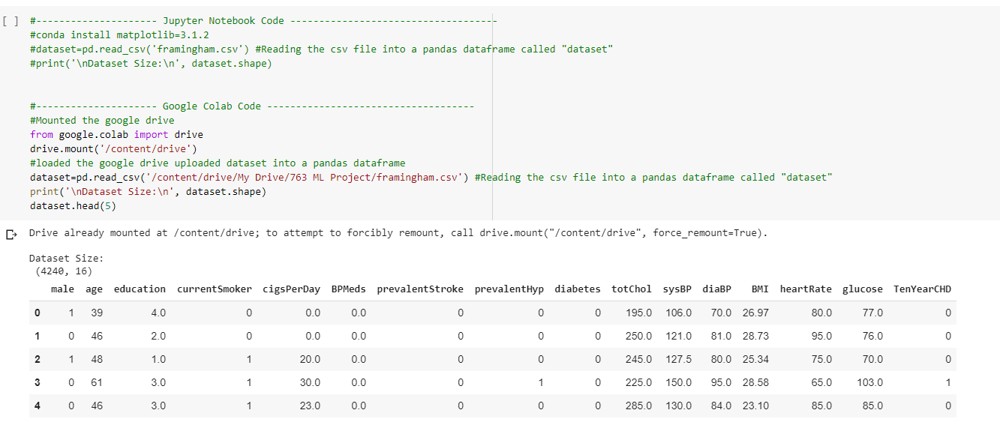 [ ] #--------------------- Jupyter Notebook Code ------------------------------------
#conda install matplotlib=3.1.2
#dataset=pd.read_csv('framingham.csv') #Reading the csv file into a pandas dataframe called "dataset"
#print('\nDataset Size:\n', dataset.shape)
#--------------------- Google Colab Code ------------------------------------
#Mounted the google drive
from google.colab import drive
drive.mount('/content/drive')
#loaded the google drive uploaded dataset into a pandas dataframe
dataset=pd.read_csv('/content/drive/My Drive/763 ML Project/framingham.csv') #Reading the csv file into a pandas dataframe called "dataset"
print('\nDataset Size:\n', dataset.shape)
dataset.head(5)
Drive already mounted at /content/drive; to attempt to forcibly remount, call drive.mount("/content/drive", force_remount=True).
Dataset Size:
(4240, 16)
male age education currentSmoker cigsPerDay BPMeds prevalentStroke prevalentHyp diabetes totChol sysBP diaBP BMI heartRate glucose TenYearCHD
0 1 39 4.0 0 0.0 0.0 0 0 0 195.0 106.0 70.0 26.97 80.0 77.0 0
1 0 46 2.0 0 0.0 0.0 0 0 0 250.0 121.0 81.0 28.73 95.0 76.0 0
2 1 48 1.0 1 20.0 0.0 0 0 0 245.0 127.5 80.0 25.34 75.0 70.0 0
3 0 61 3.0 1 30.0 0.0 0 1 0 225.0 150.0 95.0 28.58 65.0 103.0 1
4 0 46 3.0 1 23.0 0.0 0 0 0 285.0 130.0 84.0 23.10 85.0 85.0 0